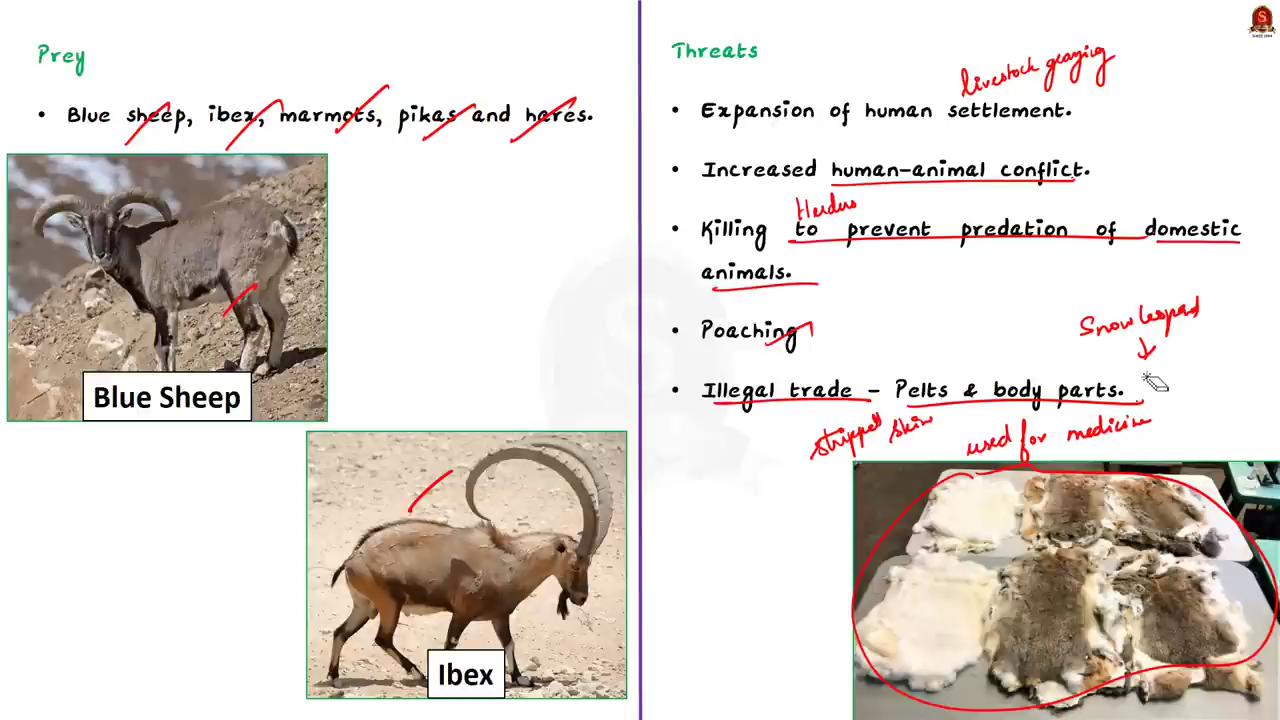 Prey
• Blue sheep, ibex, marmots, pikas and hares.
Blue Sheep
Ibex
Threats
livestock grazing
• Expansion of human settlement.
• Increased human-animal conflict.
Herders
• Killing to prevent predation of domestic
animals.
• Poaching
Snow leopard
• Illegal trade - Pelts & body parts.
stripped skin
used for medicine
S